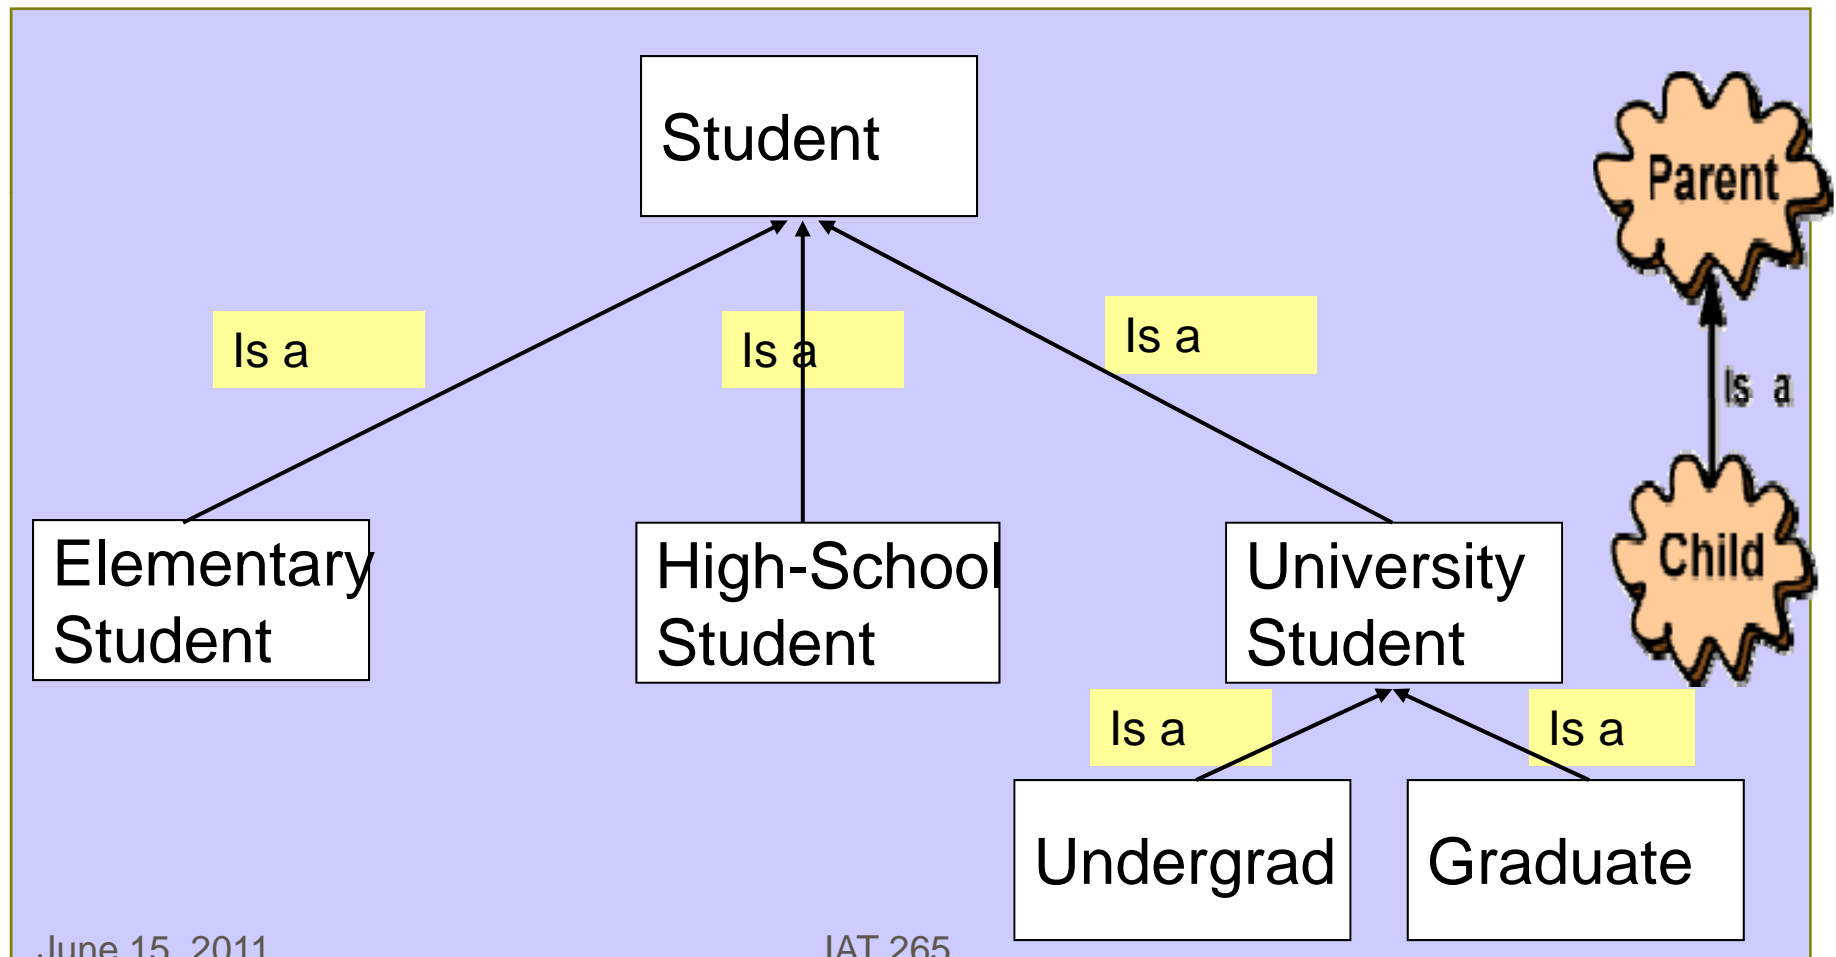 Student
Parent
Is a
Is a
Is a
Is a
Elementary
Student
High-School
Student
University
Student
Child
Is a
Is a
Undergrad
Graduate
June 15, 2011
IAT 265